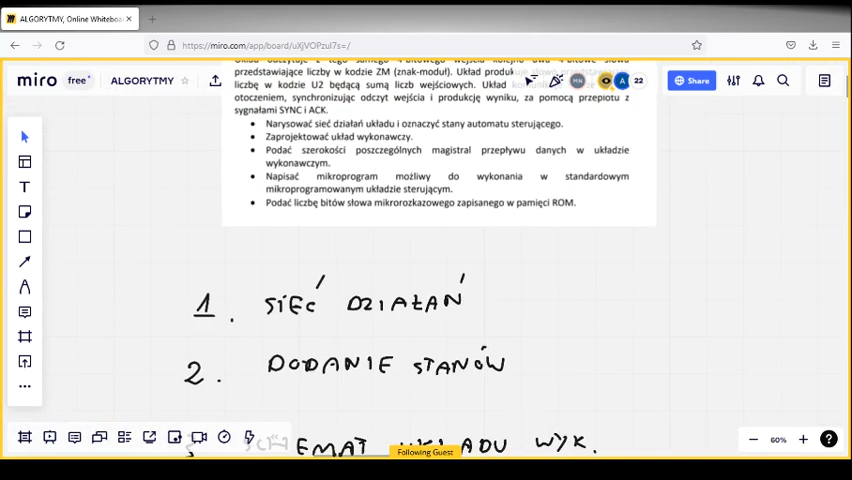 ALGORYTMY, Online Whiteboa
https://miro.com/app/board/uXjVOPzuI7s=/
miro free ALGORYTMY MN A 22 Share
przedstawiające liczby w kodzie ZM (znak-moduł). Układ
liczbę w kodzie U2 będącą sumą liczb wejściowych. Układ
otoczeniem, synchronizując odczyt wejścia i produkcję wyniku, za pomocą przeplotu z
sygnałami SYNC i ACK.
• Narysować sieć działań układu i oznaczyć stany automatu sterującego.
• Zaprojektować układ wykonawczy.
• Podać szerokości poszczególnych magistral przepływu danych w układzie
wykonawczym.
• Napisać mikroprogram możliwy do wykonania w standardowym
mikroprogramowanym układzie sterującym.
• Podać liczbę bitów słowa mikrorozkazowego zapisanego w pamięci ROM.
1. SIEĆ DZIAŁAŃ
2. DODANIE STANÓW
UKŁADU WYK.
Following Guest
60%